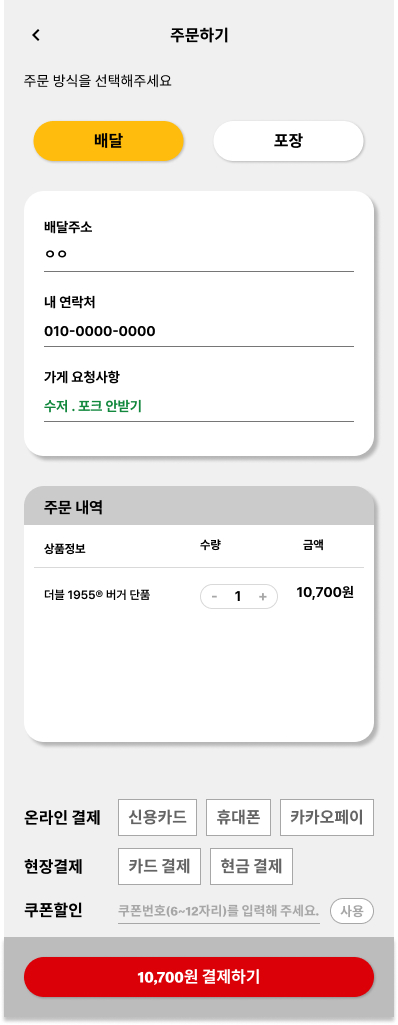 주문하기
주문 방식을 선택해주세요
배달 포장
배달주소
ㅇㅇ
내 연락처
010-0000-0000
가게 요청사항
수저 . 포크 안받기
주문 내역
상품정보 수량 금액
더블 1955® 버거 단품 - 1 + 10,700원
온라인 결제 신용카드 휴대폰 카카오페이
현장결제 카드 결제 현금 결제
쿠폰할인 쿠폰번호(6~12자리)를 입력해 주세요. 사용
10,700원 결제하기